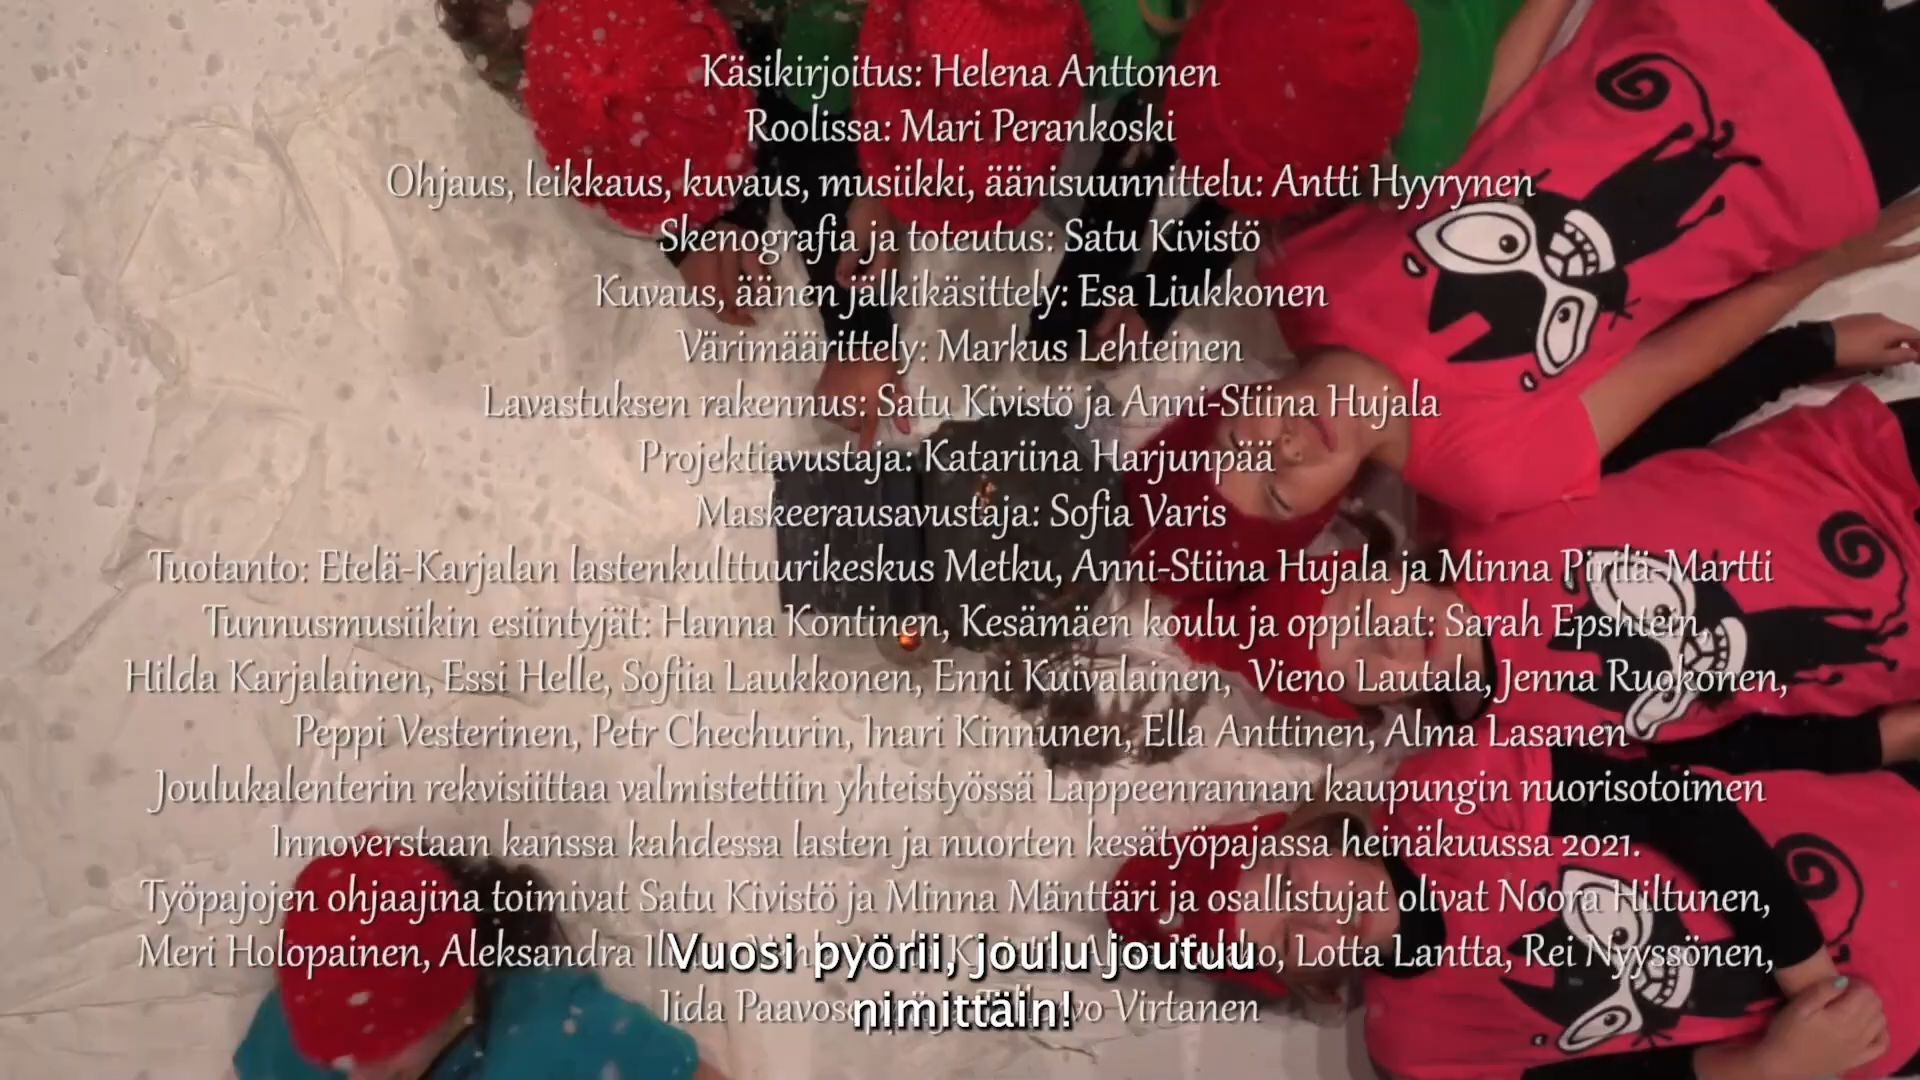 Käsikirjoitus: Helena Anttonen
Roolissa: Mari Perankoski
Ohjaus, leikkaus, kuvaus, musiikki, äänisuunnittelu: Antti Hyyrynen
Skenografia ja toteutus: Satu Kivistö
Kuvaus, äänen jälkikäsittely: Esa Liukkonen
Värimäärittely: Markus Lehteinen
Lavastuksen rakennus: Satu Kivistö ja Anni-Stiina Hujala
Projektiavustaja: Katariina Harjunpää
Maskeerausavustaja: Sofia Varis
Tuotanto: Etelä-Karjalan lastenkulttuurikeskus Metku, Anni-Stiina Hujala ja Minna Pirilä-Martti
Tunnusmusiikin esiintyjät: Hanna Kontinen, Kesämäen koulu ja oppilaat: Sarah Epshtein,
Hilda Karjalainen, Essi Helle, Sofiia Laukkonen, Enni Kuivalainen, Vieno Lautala, Jenna Ruokonen,
Peppi Vesterinen, Petr Chechurin, Inari Kinnunen, Ella Anttinen, Alma Lasanen
Joulukalenterin rekvisiittaa valmistettiin yhteistyössä Lappeenrannan kaupungin nuorisotoimen
Innoverstaan kanssa kahdessa lasten ja nuorten kesätyöpajassa heinäkuussa 2021.
Työpajojen ohjaajina toimivat Satu Kivistö ja Minna Mänttäri ja osallistujat olivat Noora Hiltunen,
Meri Holopainen, Aleksandra Lotta Lantta, Rei Nyyssönen,
Iida Virtanen
Vuosi pyörii, joulu joutuu
nimittäin!